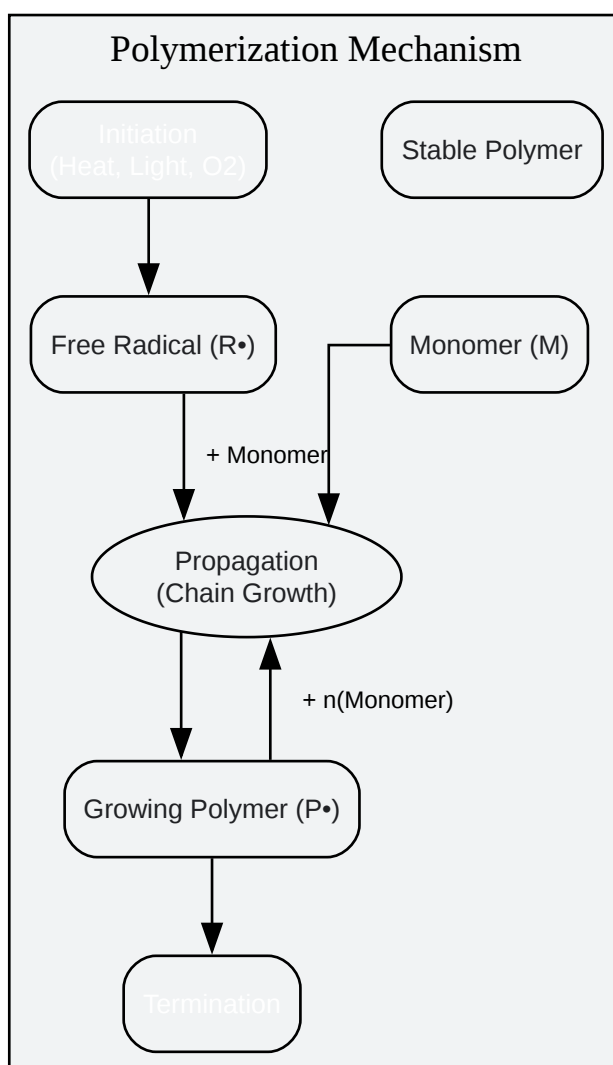 Polymerization Mechanism
Initiation
(Heat, Light, O2)
Stable Polymer
Free Radical (R•)
Monomer (M)
+ Monomer
Propagation
(Chain Growth)
+ n(Monomer)
Growing Polymer (P•)
Termination